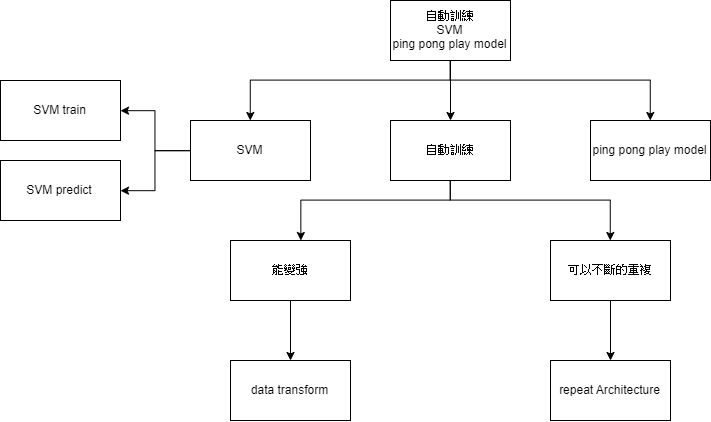 自動訓練
SVM
ping pong play model
SVM train
SVM
自動訓練
ping pong play model
SVM predict
能變強
可以不斷的重複
data transform
repeat Architecture